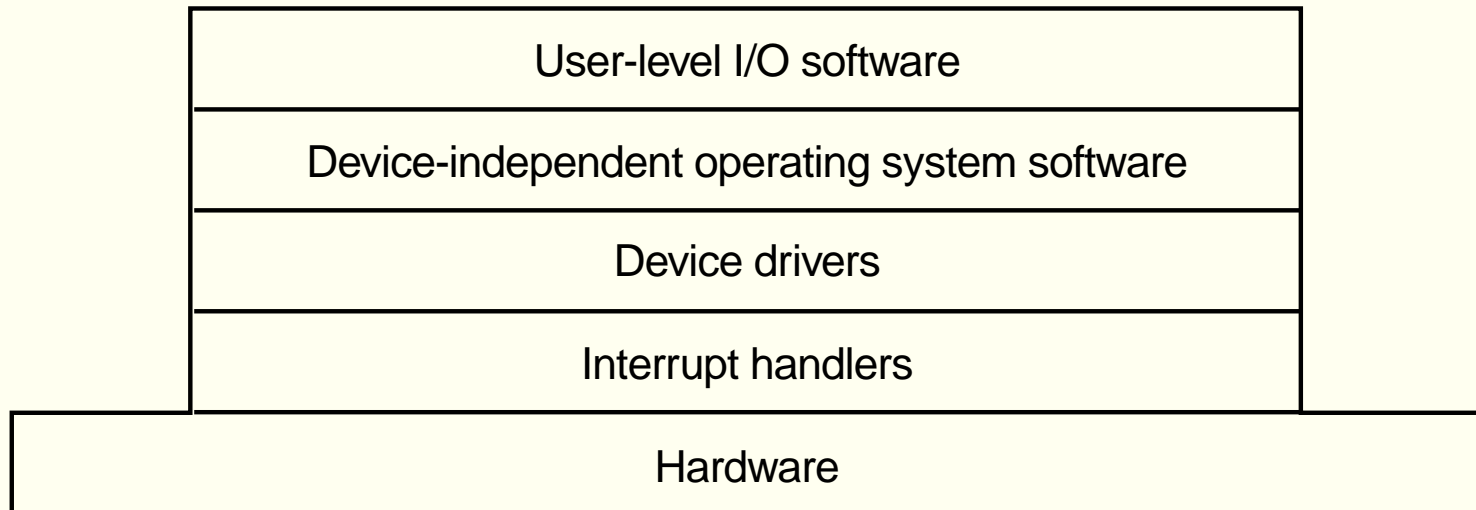 User-level I/O software
Device-independent operating system software
Device drivers
Interrupt handlers
Hardware